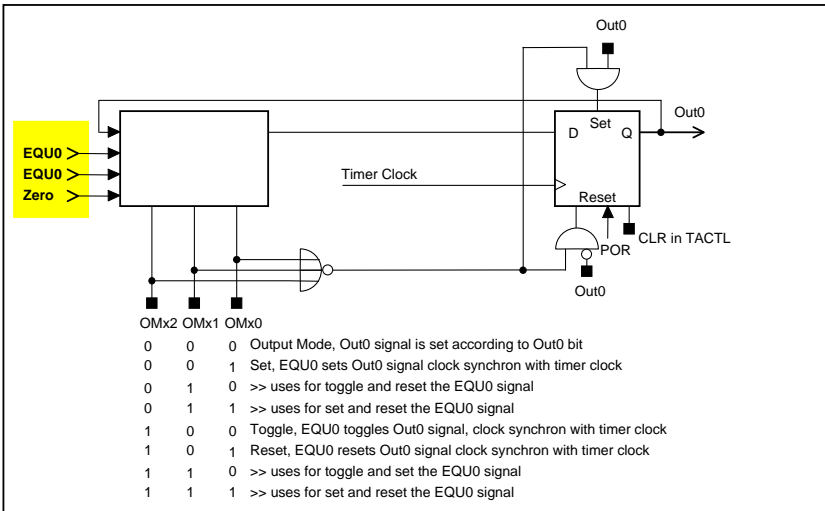 Out0
Out0
Set
D
Q
EQU0
EQU0
Zero
Timer Clock
Reset
POR
CLR in TACTL
Out0
OMx2 OMx1 OMx0
0 0 0 Output Mode, Out0 signal is set according to Out0 bit
0 0 1 Set, EQU0 sets Out0 signal clock synchron with timer clock
0 1 0 >> uses for toggle and reset the EQU0 signal
0 1 1 >> uses for set and reset the EQU0 signal
1 0 0 Toggle, EQU0 toggles Out0 signal, clock synchron with timer clock
1 0 1 Reset, EQU0 resets Out0 signal clock synchron with timer clock
1 1 0 >> uses for toggle and set the EQU0 signal
1 1 1 >> uses for set and reset the EQU0 signal